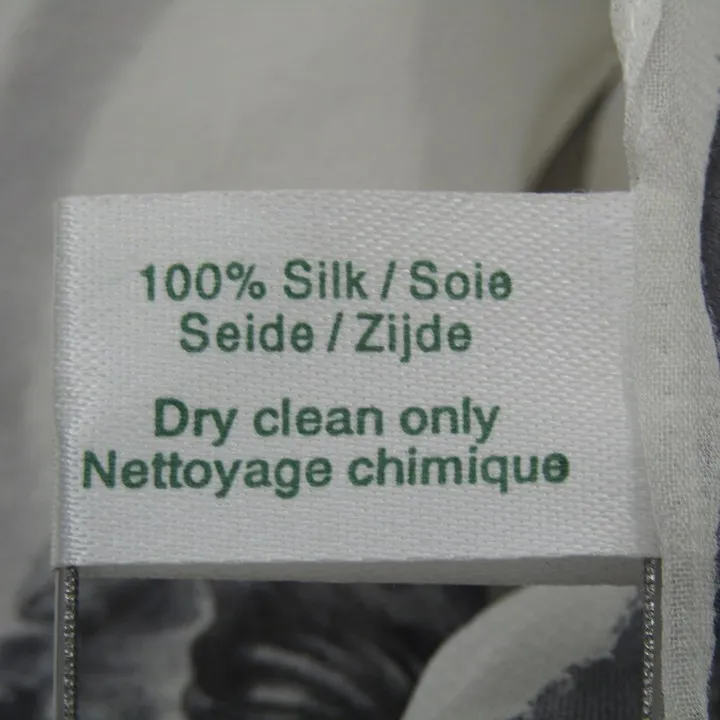 100% Silk / Soie
Seide / Zijde
Dry clean only
Nettoyage chimique